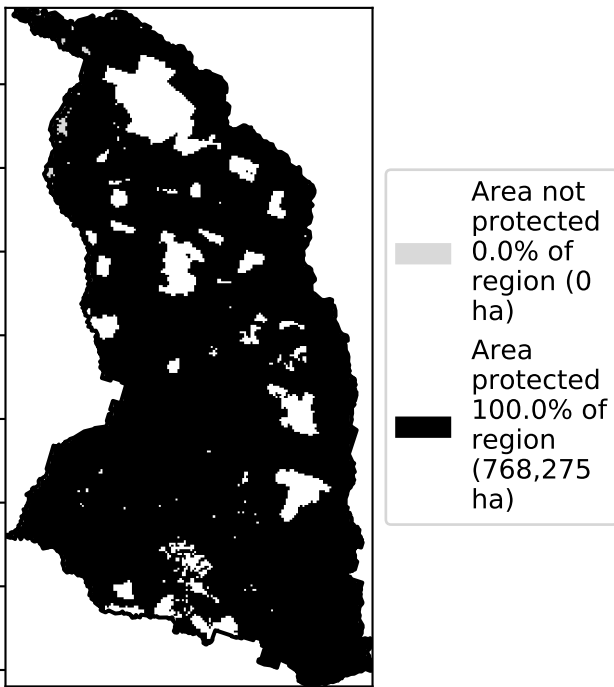 Area not
protected
0.0% of
region (0
ha)
Area
protected
100.0% of
region
(768,275
ha)